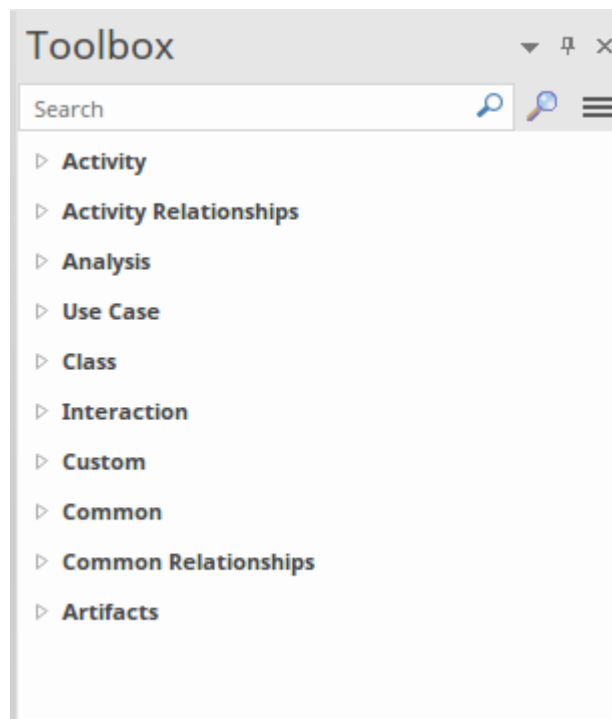 Toolbox
Search
Activity
Activity Relationships
Analysis
Use Case
Class
Interaction
Custom
Common
Common Relationships
Artifacts